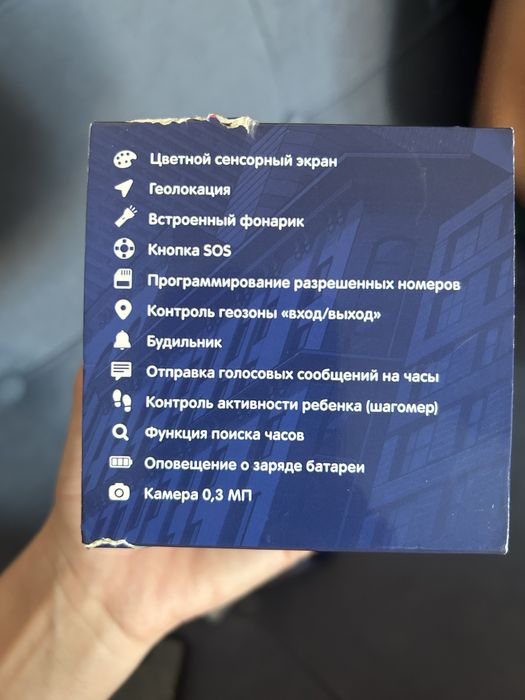 Цветной сенсорный экран
Геолокация
Встроенный фонарик
Кнопка SOS
Программирование разрешенных номеров
Контроль геозоны «вход/выход»
Будильник
Отправка голосовых сообщений на часы
Контроль активности ребенка (шагомер)
Функция поиска часов
Оповещение о заряде батареи
Камера 0,3 МП